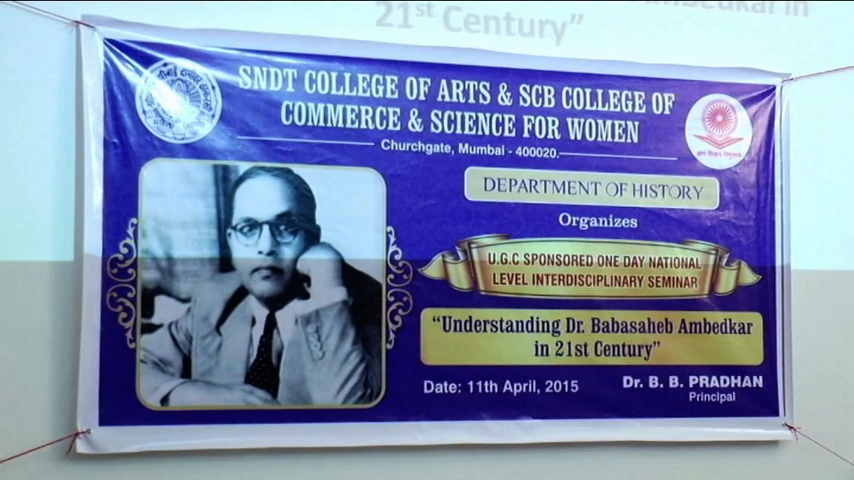 Ambedkar in
21st Century”
SNDT COLLEGE OF ARTS & SCB COLLEGE OF
COMMERCE & SCIENCE FOR WOMEN
Churchgate, Mumbai - 400020.
DEPARTMENT OF HISTORY
Organizes
U.G.C SPONSORED ONE DAY NATIONAL
LEVEL INTERDISCIPLINARY SEMINAR
“Understanding Dr. Babasaheb Ambedkar
in 21st Century”
Date: 11th April, 2015
Dr. B. B. PRADHAN
Principal